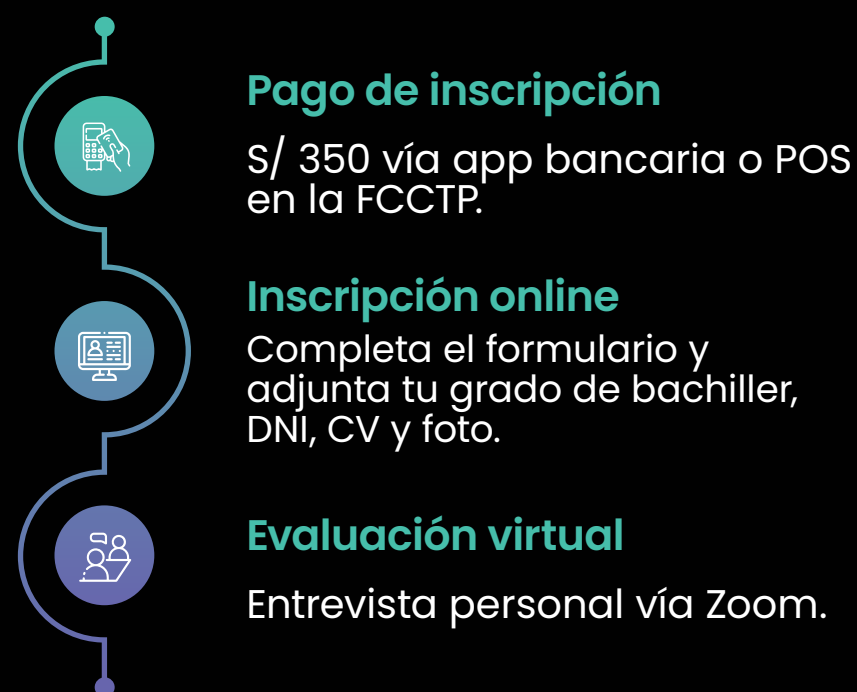 Pago de inscripción
S/ 350 vía app bancaria o POS
en la FCCTP.
Inscripción online
Completa el formulario y
adjunta tu grado de bachiller,
DNI, CV y foto.
Evaluación virtual
Entrevista personal vía Zoom.